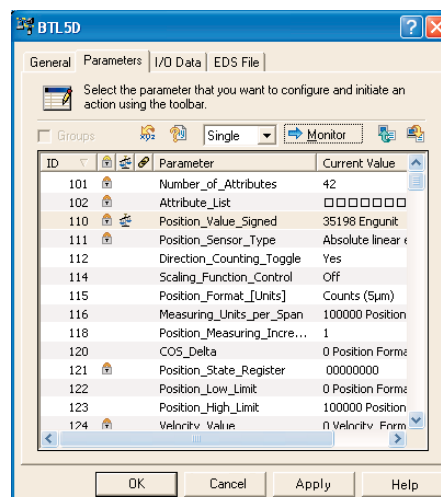 BTL5D
General Parameters I/O Data EDS File
Select the parameter that you want to configure and initiate an
action using the toolbar.
Groups Single Monitor
ID Parameter Current Value
101 Number_of_Attributes 42
102 Attribute_List □□□□□□□
110 Position_Value_Signed 35198 Engunit
111 Position_Sensor_Type Absolute linear e
112 Direction_Counting_Toggle Yes
114 Scaling_Function_Control Off
115 Position_Format_[Units] Counts (5µm)
116 Measuring_Units_per_Span 100000 Position
118 Position_Measuring_Incre... 1
120 COS_Delta 0 Position Forma
121 Position_State_Register 00000000
122 Position_Low_Limit 0 Position Forma
123 Position_High_Limit 100000 Position
124 Velocity_Value 0 Velocity_Form
OK Cancel Apply Help